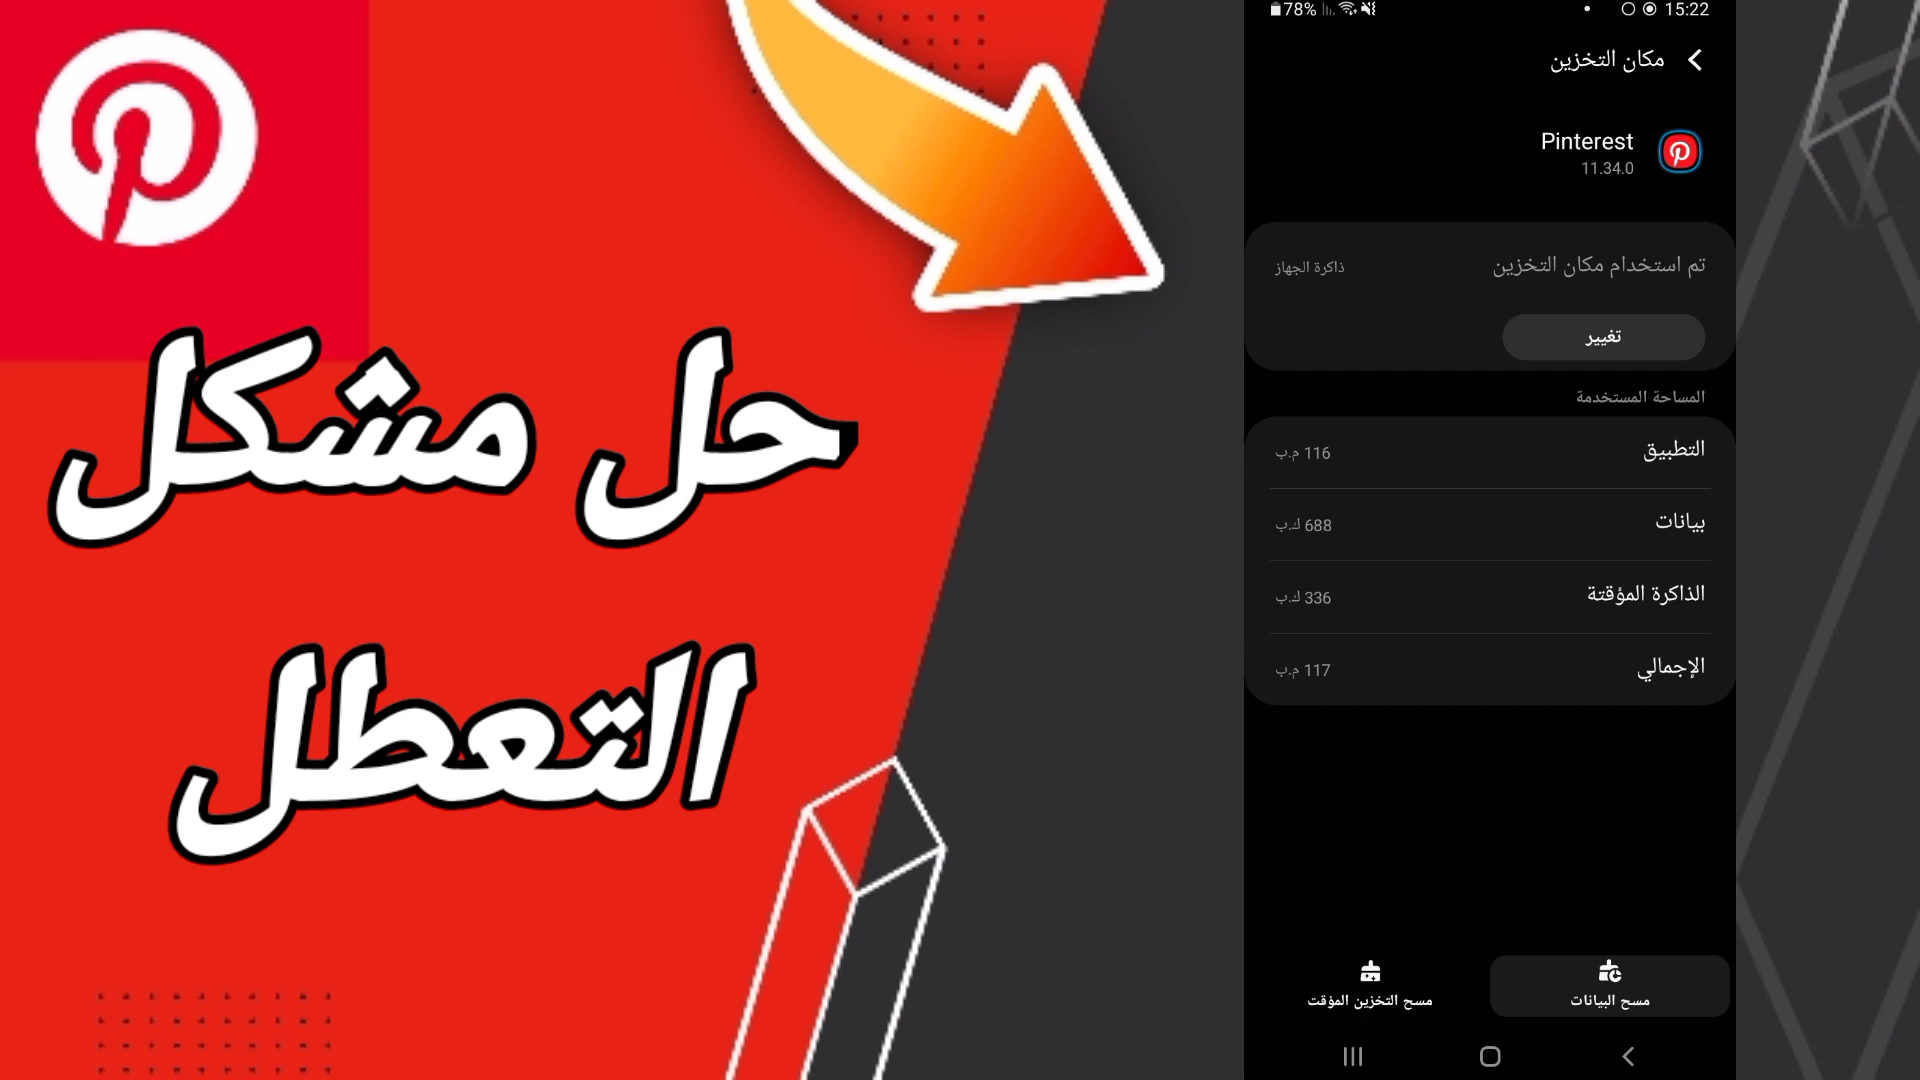 حل مشكل
التعطل
78% 15:22
مكان التخزين
Pinterest
11.34.0
تم استخدام مكان التخزين
ذاكرة الجهاز
تغيير
المساحة المستخدمة
التطبيق 116 م.ب
بيانات 688 ك.ب
الذاكرة المؤقتة 336 ك.ب
الإجمالي 117 م.ب
مسح البيانات
مسح التخزين المؤقت